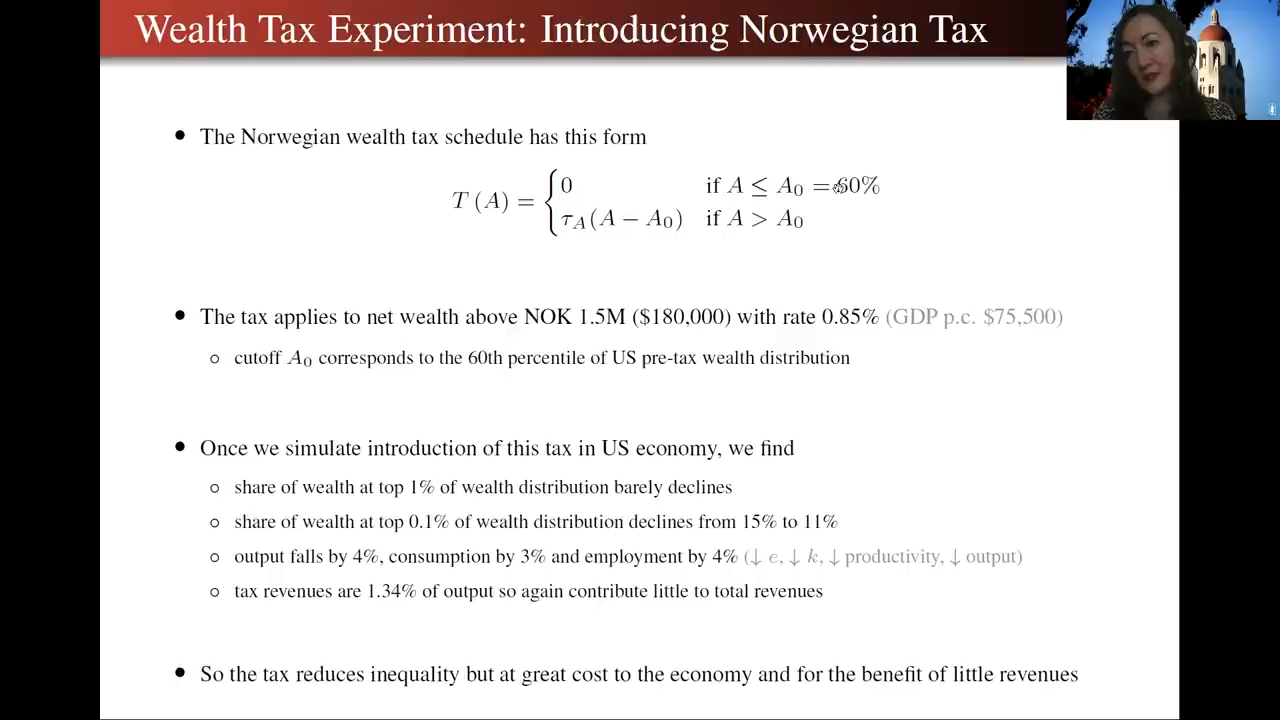 Wealth Tax Experiment: Introducing Norwegian Tax
• The Norwegian wealth tax schedule has this form
T (A) = { 0 if A ≤ A₀ = 60%
τ_A(A − A₀) if A > A₀
• The tax applies to net wealth above NOK 1.5M ($180,000) with rate 0.85% (GDP p.c. $75,500)
○ cutoff A₀ corresponds to the 60th percentile of US pre-tax wealth distribution
• Once we simulate introduction of this tax in US economy, we find
○ share of wealth at top 1% of wealth distribution barely declines
○ share of wealth at top 0.1% of wealth distribution declines from 15% to 11%
○ output falls by 4%, consumption by 3% and employment by 4% (↓ e, ↓ k, ↓ productivity, ↓ output)
○ tax revenues are 1.34% of output so again contribute little to total revenues
• So the tax reduces inequality but at great cost to the economy and for the benefit of little revenues